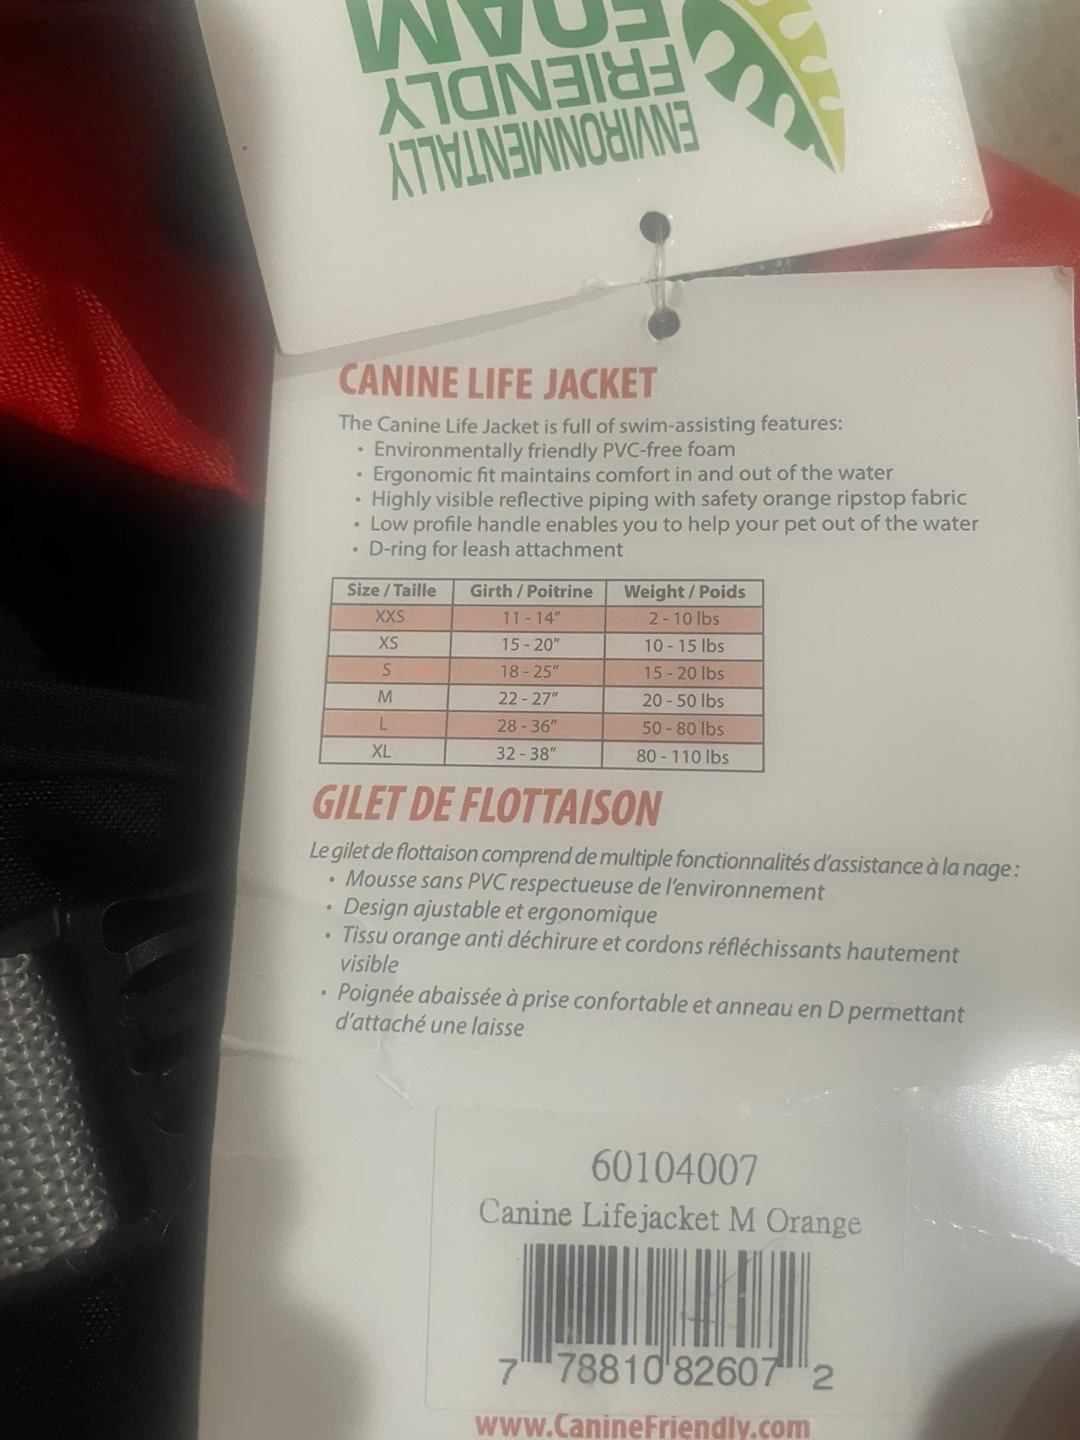 ENVIRONMENTALLY
FRIENDLY
FOAM
CANINE LIFE JACKET
The Canine Life Jacket is full of swim-assisting features:
• Environmentally friendly PVC-free foam
• Ergonomic fit maintains comfort in and out of the water
• Highly visible reflective piping with safety orange ripstop fabric
• Low profile handle enables you to help your pet out of the water
• D-ring for leash attachment
Size / Taille Girth / Poitrine Weight / Poids
XXS 11 - 14" 2 - 10 lbs
XS 15 - 20" 10 - 15 lbs
S 18 - 25" 15 - 20 lbs
M 22 - 27" 20 - 50 lbs
L 28 - 36" 50 - 80 lbs
XL 32 - 38" 80 - 110 lbs
GILET DE FLOTTAISON
Le gilet de flottaison comprend de multiple fonctionnalités d'assistance à la nage :
• Mousse sans PVC respectueuse de l'environnement
• Design ajustable et ergonomique
• Tissu orange anti déchirure et cordons réfléchissants hautement
visible
• Poignée abaissée à prise confortable et anneau en D permettant
d'attaché une laisse
60104007
Canine Lifejacket M Orange
7 78810 82607 2
www.CanineFriendly.com